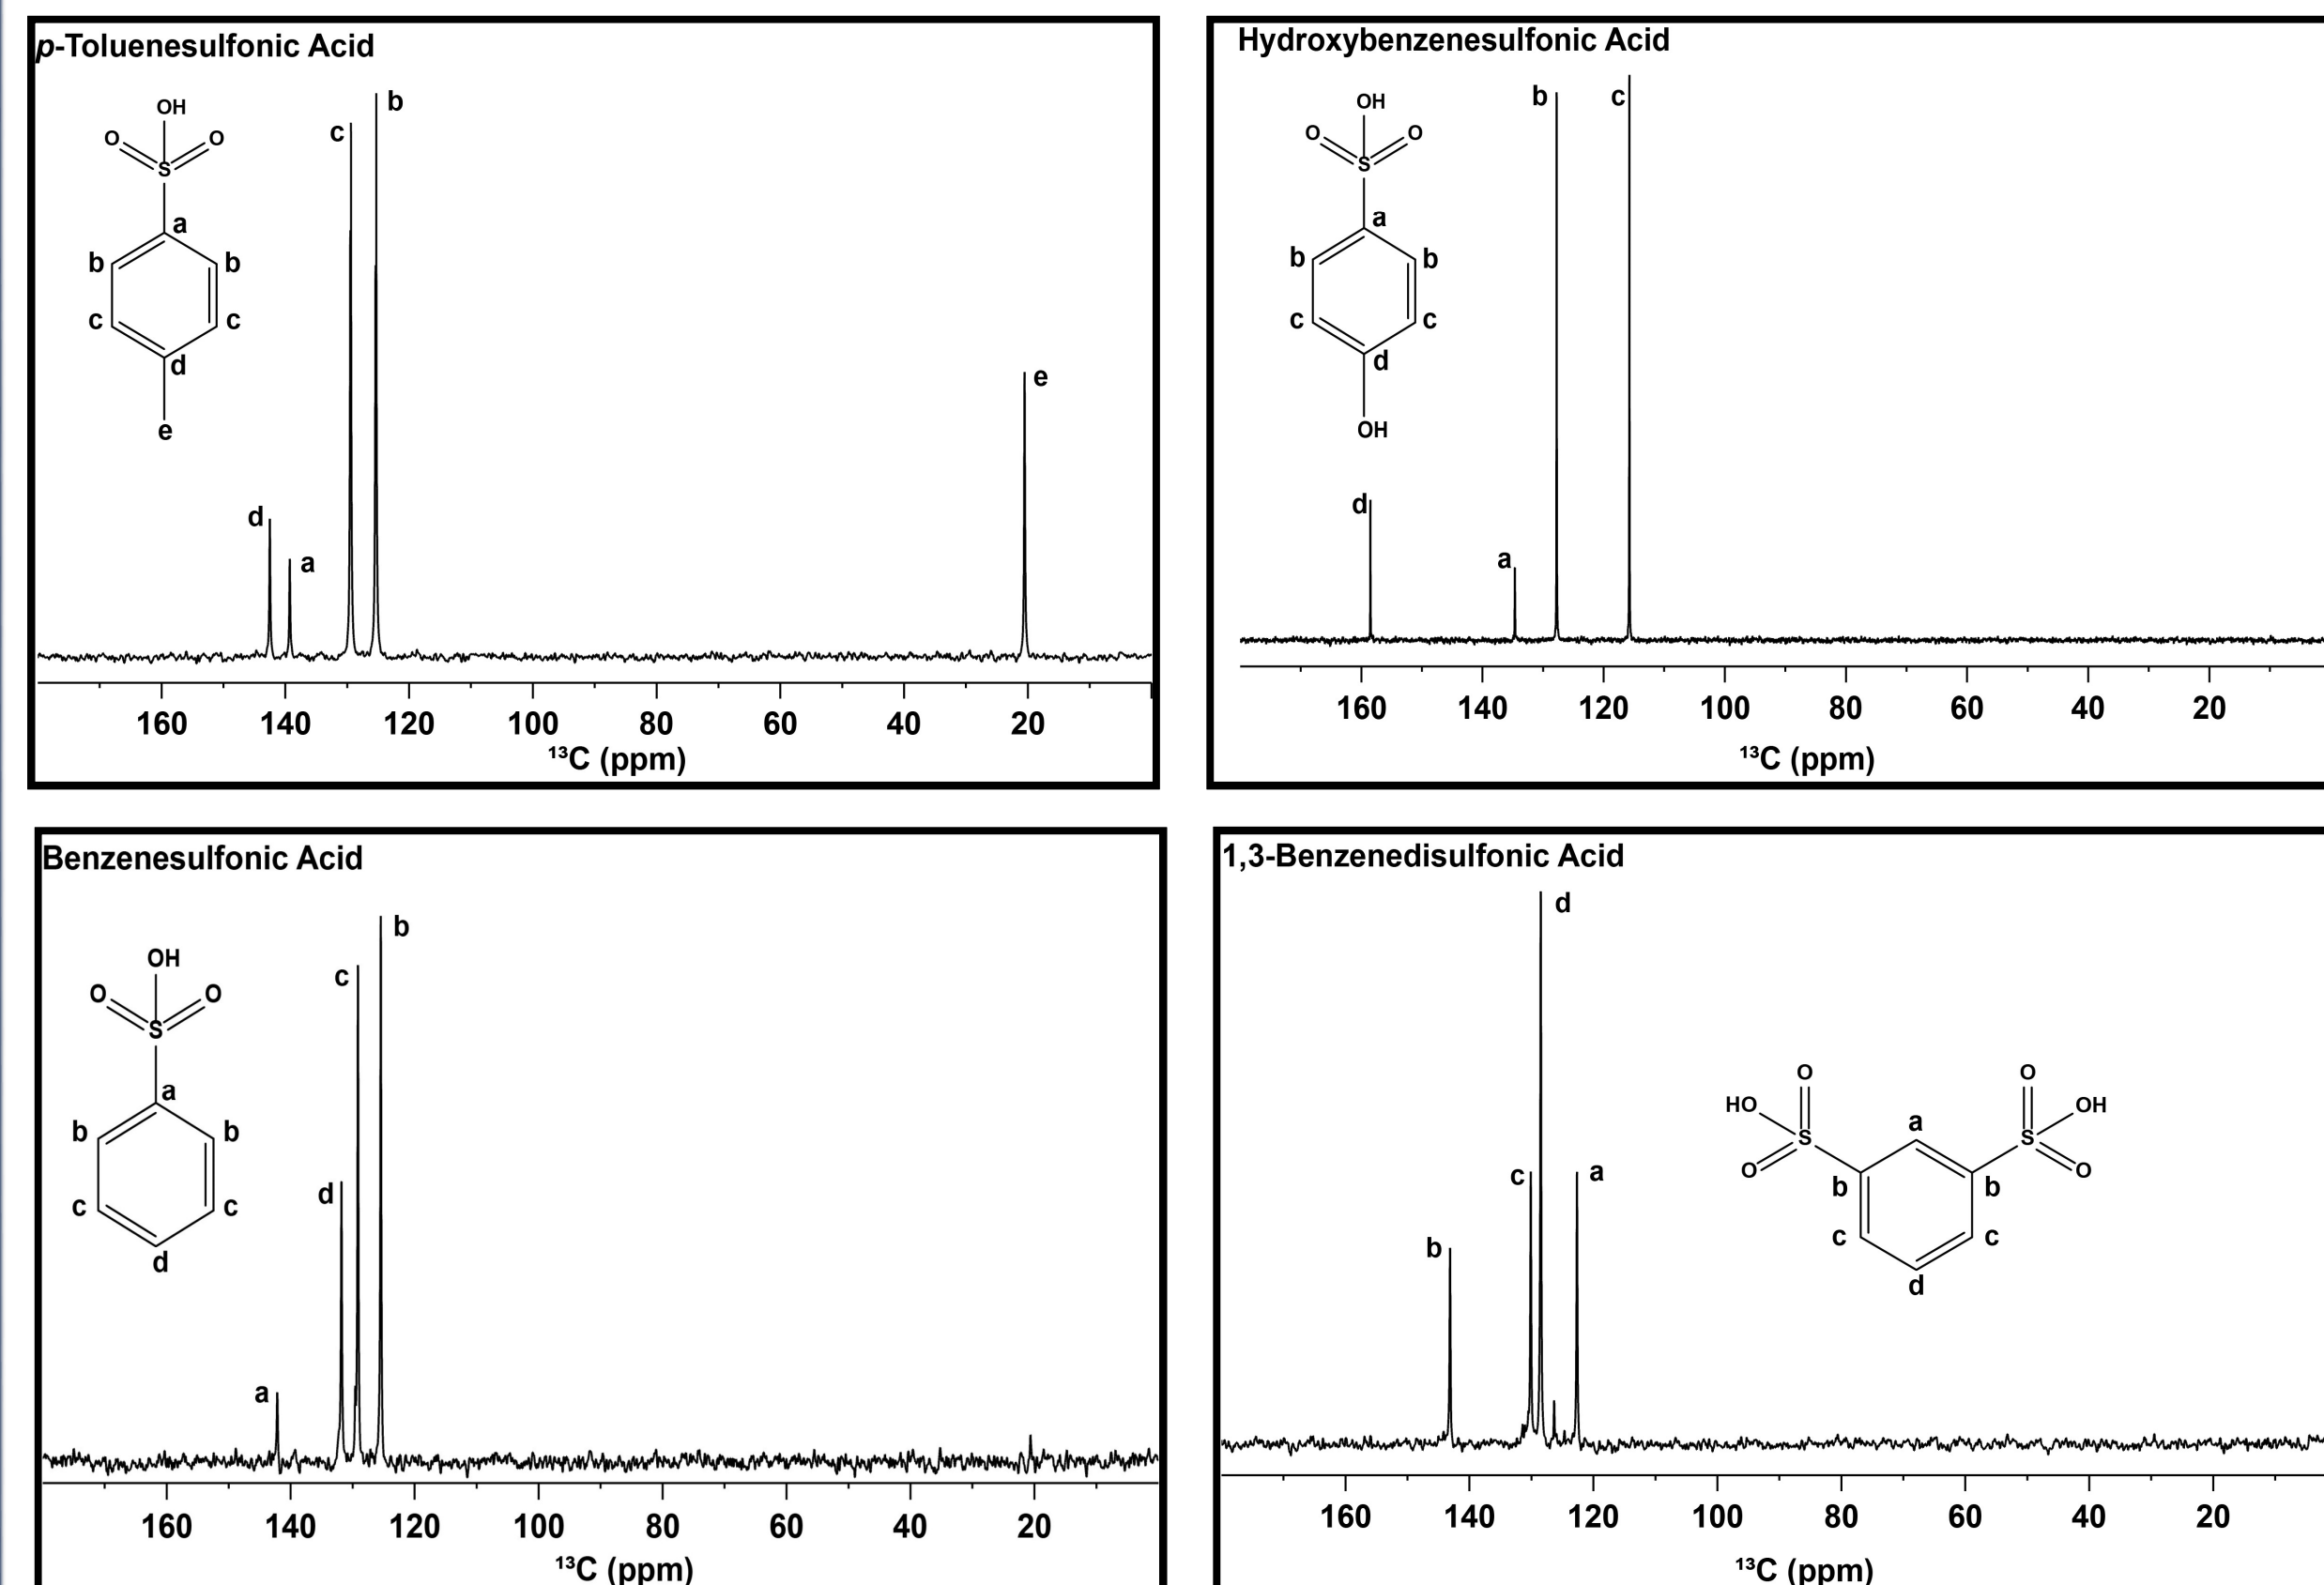 p-Toluenesulfonic Acid
OH
O
O
S
a
b
b
c
c
d
e
d
a
c
b
e
160
140
120
100
80
60
40
20
¹³C (ppm)
Hydroxybenzenesulfonic Acid
OH
O
O
S
a
b
b
c
c
d
OH
d
a
b
c
160
140
120
100
80
60
40
20
¹³C (ppm)
Benzenesulfonic Acid
OH
O
O
S
a
b
b
c
c
d
a
d
c
b
160
140
120
100
80
60
40
20
¹³C (ppm)
1,3-Benzenedisulfonic Acid
b
c
d
a
O
O
HO
OH
S
S
O
O
a
b
b
c
c
d
160
140
120
100
80
60
40
20
¹³C (ppm)